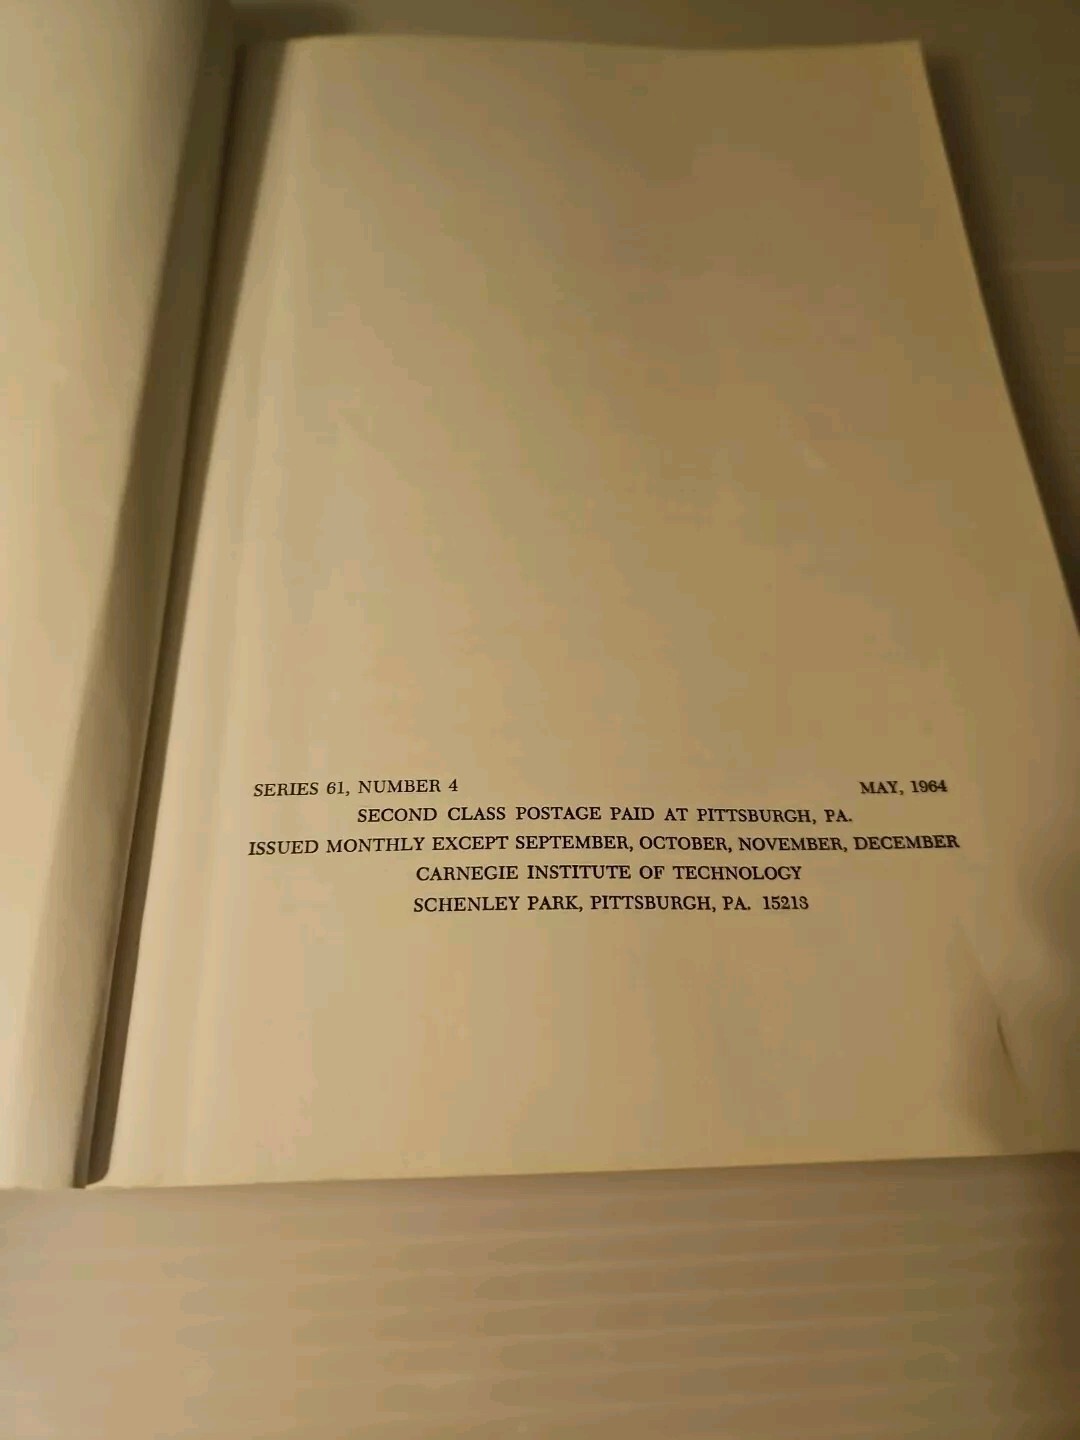 SERIES 61, NUMBER 4 MAY, 1964
SECOND CLASS POSTAGE PAID AT PITTSBURGH, PA.
ISSUED MONTHLY EXCEPT SEPTEMBER, OCTOBER, NOVEMBER, DECEMBER
CARNEGIE INSTITUTE OF TECHNOLOGY
SCHENLEY PARK, PITTSBURGH, PA. 15213